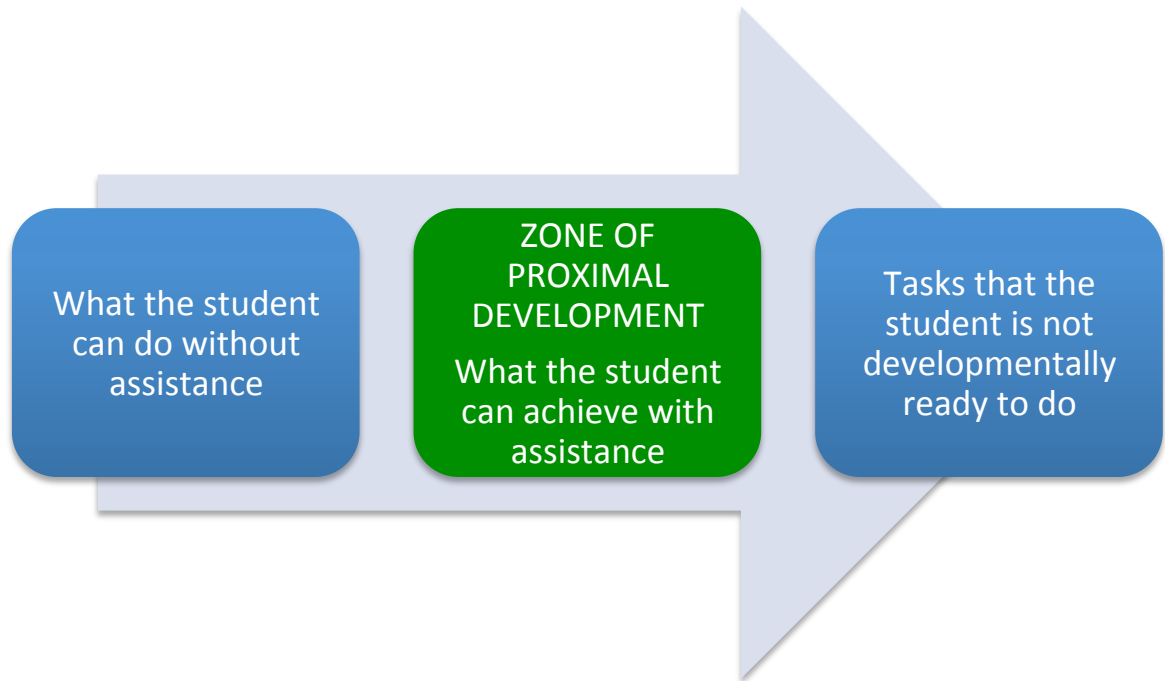 What the student
can do without
assistance
ZONE OF
PROXIMAL
DEVELOPMENT
What the student
can achieve with
assistance
Tasks that the
student is not
developmentally
ready to do